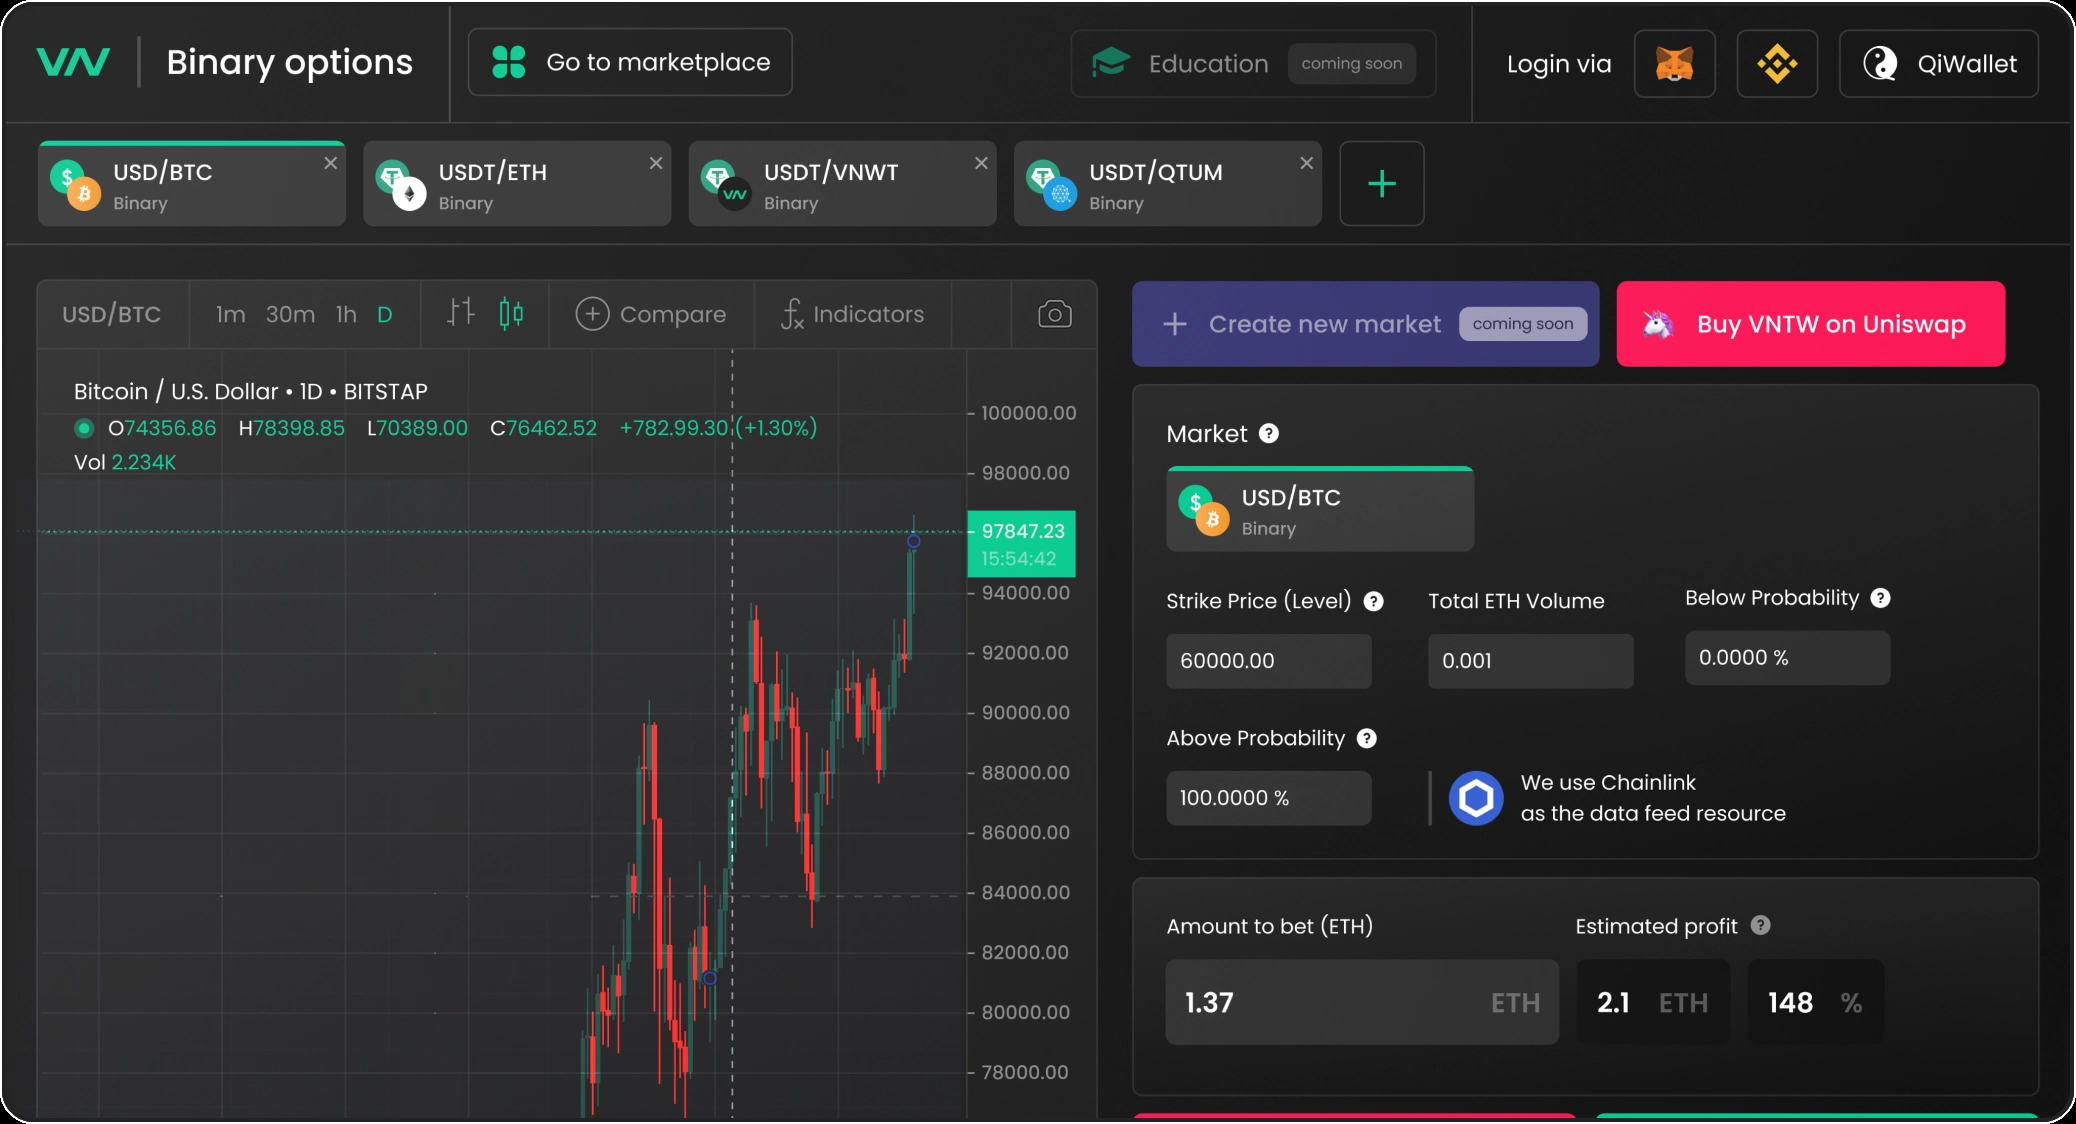 VN
Binary options
Go to marketplace
Education
coming soon
Login via
QiWallet
USD/BTC
Binary
USDT/ETH
Binary
USDT/VNWT
Binary
USDT/QTUM
Binary
USD/BTC
1m 30m 1h D
Compare
fx Indicators
Bitcoin / U.S. Dollar • 1D • BITSTAP
O74356.86 H78398.85 L70389.00 C76462.52 +782.99.30 (+1.30%)
Vol 2.234K
100000.00
98000.00
97847.23
15:54:42
94000.00
92000.00
90000.00
88000.00
86000.00
84000.00
82000.00
80000.00
78000.00
Create new market
coming soon
Buy VNTW on Uniswap
Market ?
USD/BTC
Binary
Strike Price (Level) ?
60000.00
Total ETH Volume
0.001
Below Probability ?
0.0000 %
Above Probability ?
100.0000 %
We use Chainlink
as the data feed resource
Amount to bet (ETH)
1.37 ETH
Estimated profit ?
2.1 ETH
148 %